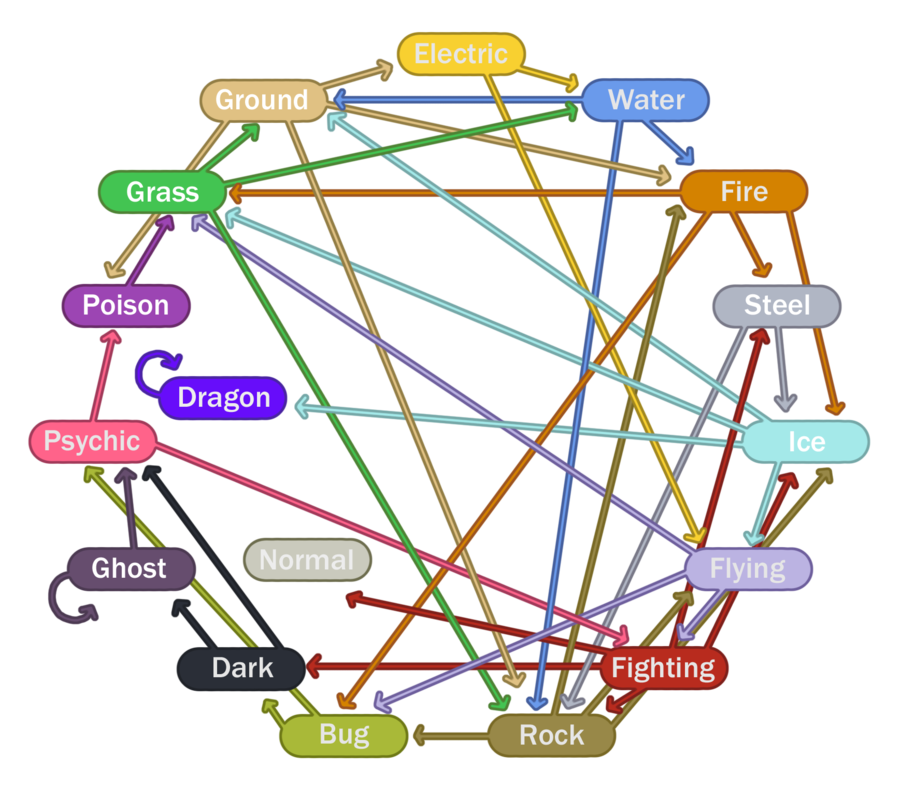 Electric
Ground
Water
Grass
Fire
Poison
Steel
Dragon
Psychic
Ice
Normal
Ghost
Flying
Dark
Fighting
Bug
Rock